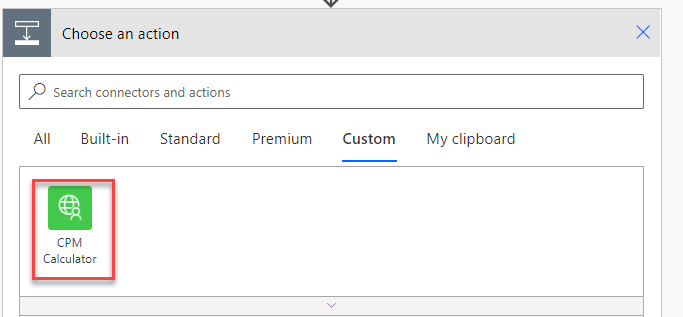 Choose an action
Search connectors and actions
All Built-in Standard Premium Custom My clipboard
CPM
Calculator